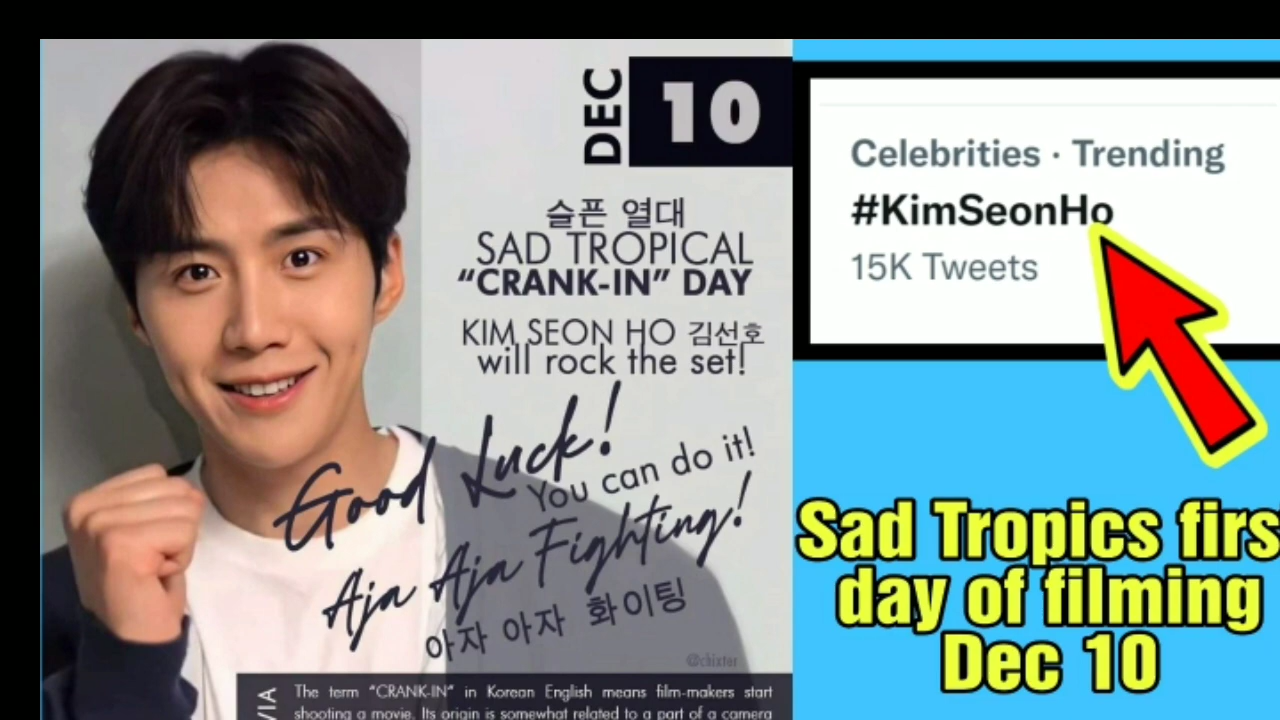 DEC
10
슬픈 열대
SAD TROPICAL
“CRANK-IN” DAY
KIM SEON HO 김선호
will rock the set!
Good Luck!
You can do it!
Aja Aja Fighting!
아자 아자 화이팅
@chixter
VIA
The term “CRANK-IN” in Korean English means film-makers start
shooting a movie. Its origin is somewhat related to a part of a camera
Celebrities · Trending
#KimSeonHo
15K Tweets
Sad Tropics firs
day of filming
Dec 10